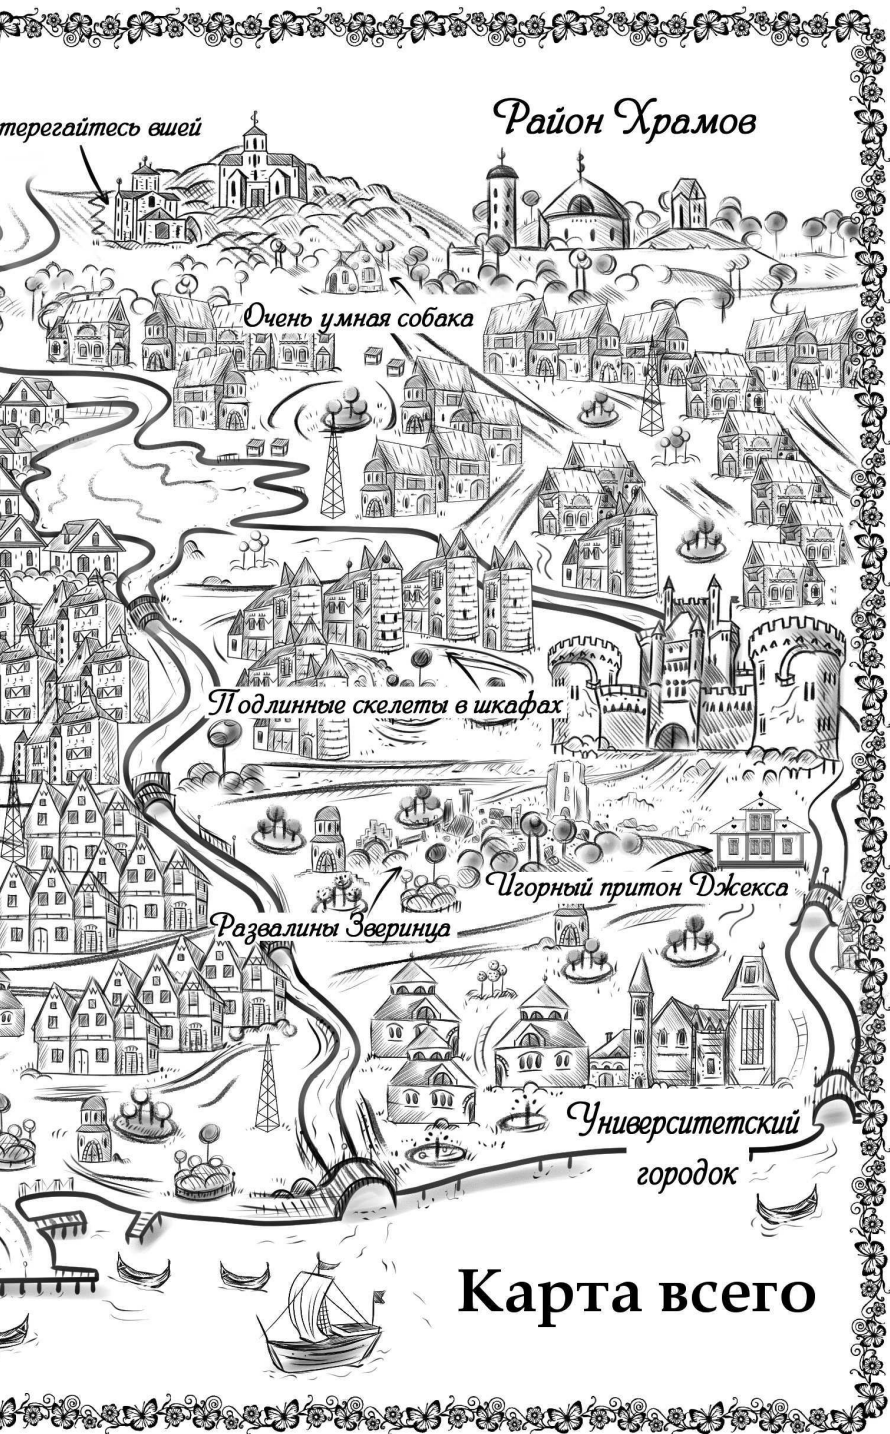 терегайтесь вшей
Район Храмов
Очень умная собака
Подлинные скелеты в шкафах
Игорный притон Джекса
Развалины Зверинца
Университетский
городок
Карта всего